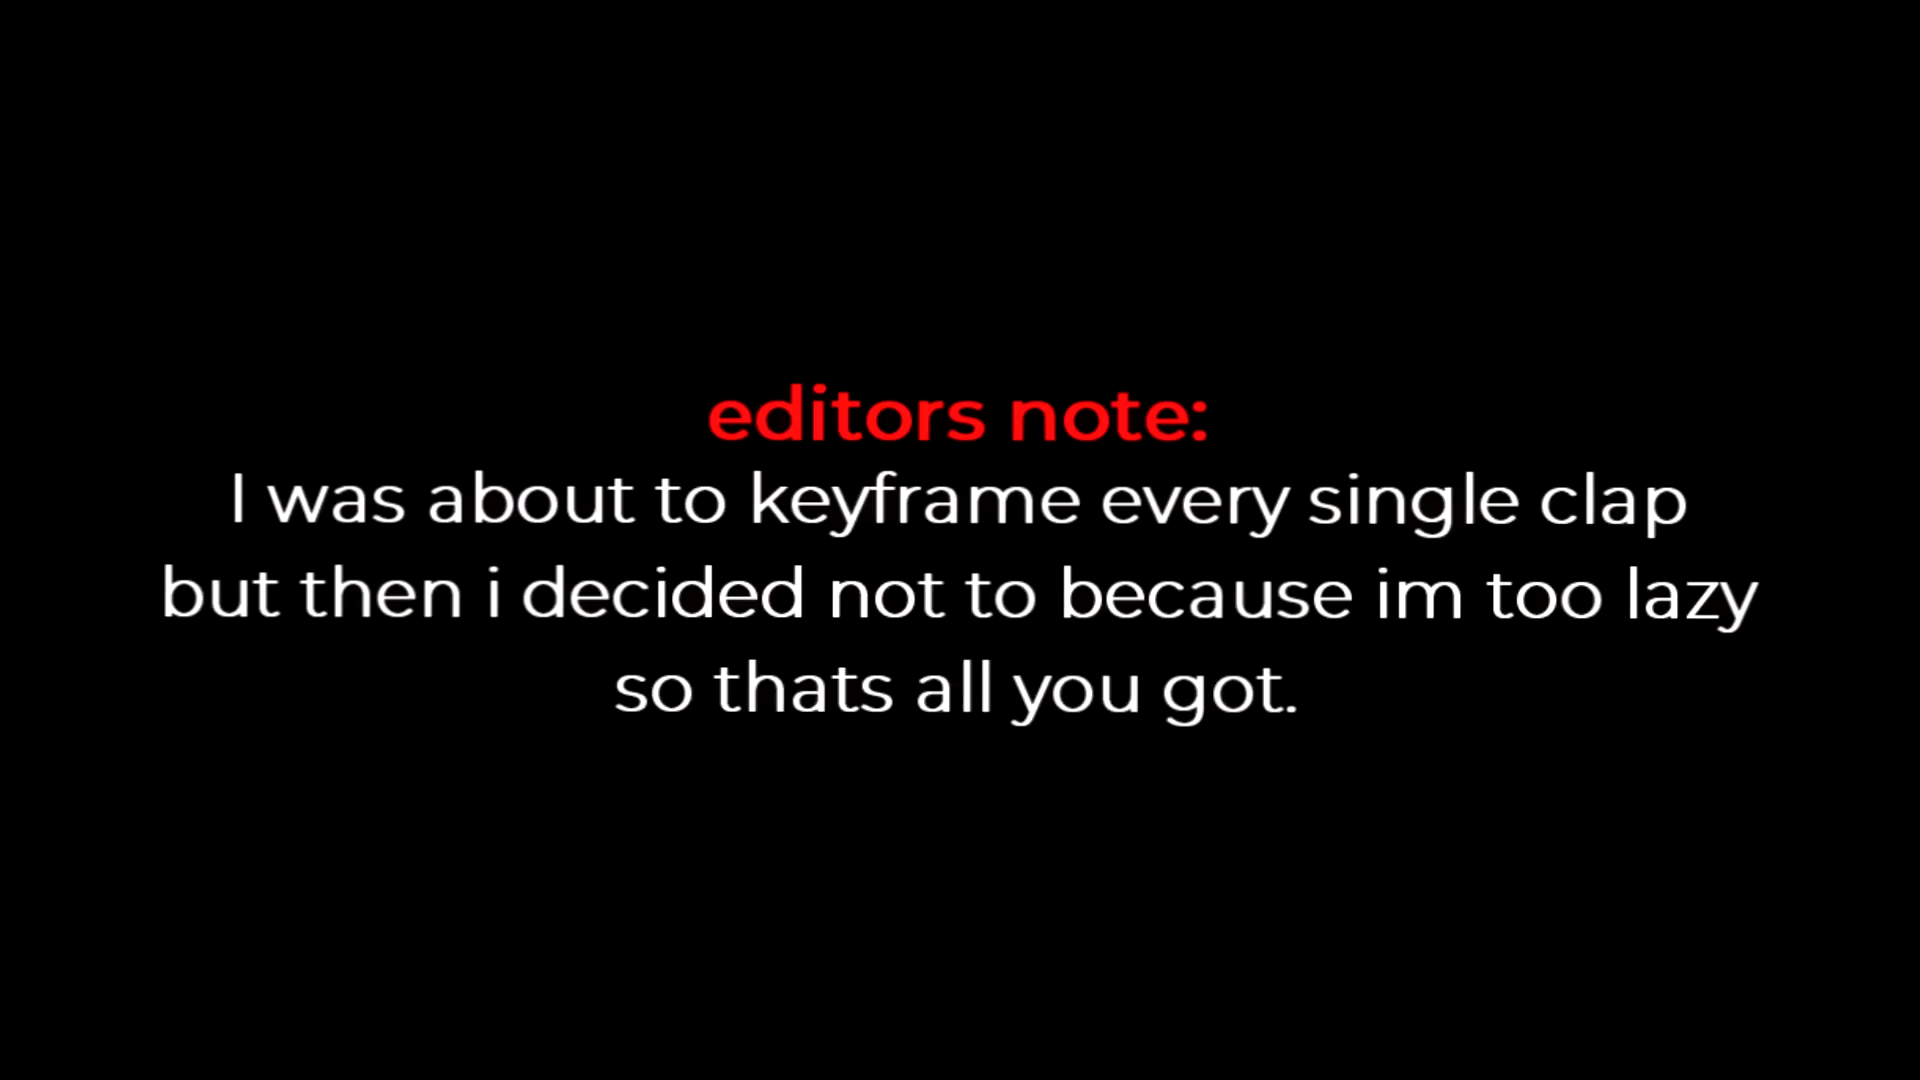 editors note:
I was about to keyframe every single clap
but then i decided not to because im too lazy
so thats all you got.